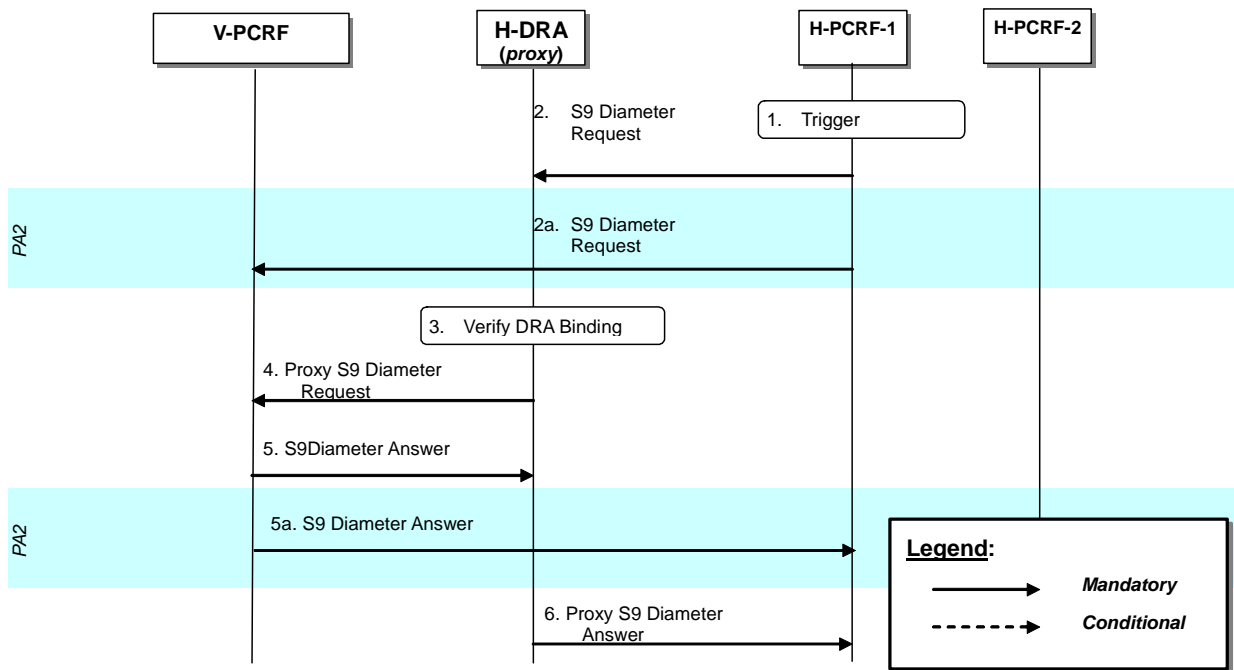 V-PCRF
H-DRA
(proxy)
H-PCRF-1
H-PCRF-2
1. Trigger
2. S9 Diameter
Request
PA2
2a. S9 Diameter
Request
3. Verify DRA Binding
4. Proxy S9 Diameter
Request
5. S9Diameter Answer
PA2
5a. S9 Diameter Answer
6. Proxy S9 Diameter
Answer
Legend:
Mandatory
Conditional